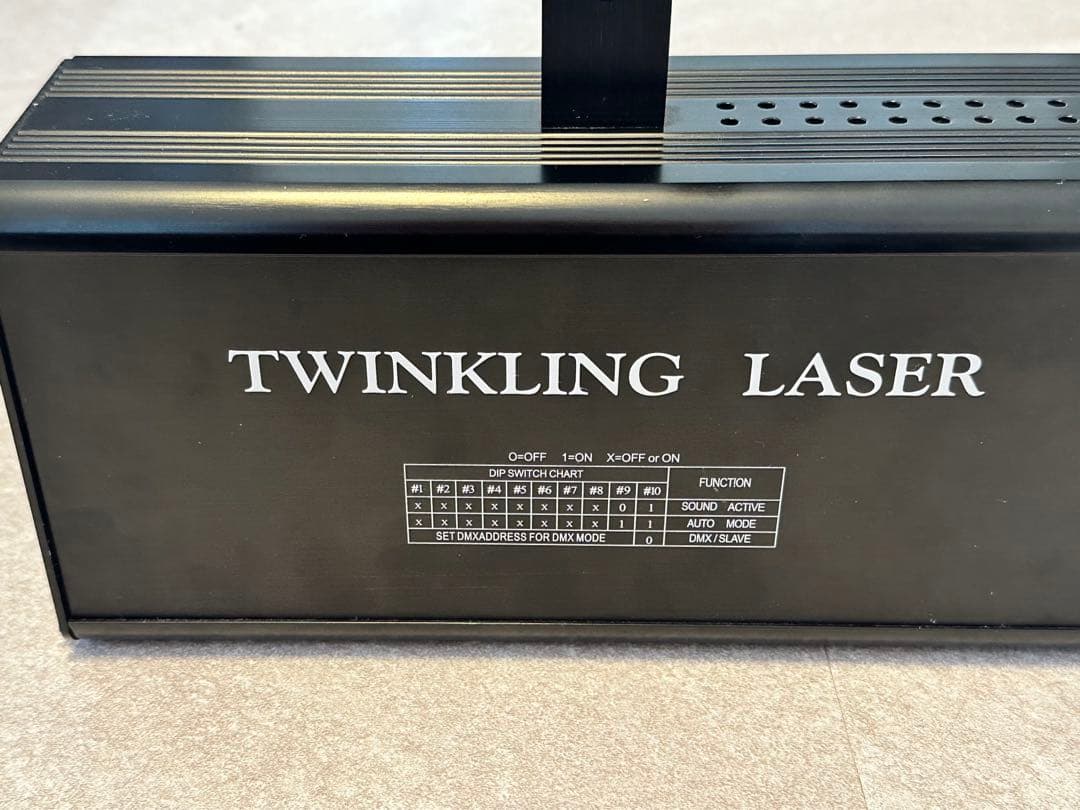 TWINKLING LASER
O=OFF 1=ON X=OFF or ON
DIP SWITCH CHART FUNCTION
#1 #2 #3 #4 #5 #6 #7 #8 #9 #10
x x x x x x x x 0 1 SOUND ACTIVE
x x x x x x x x 1 1 AUTO MODE
SET DMXADDRESS FOR DMX MODE 0 DMX/SLAVE